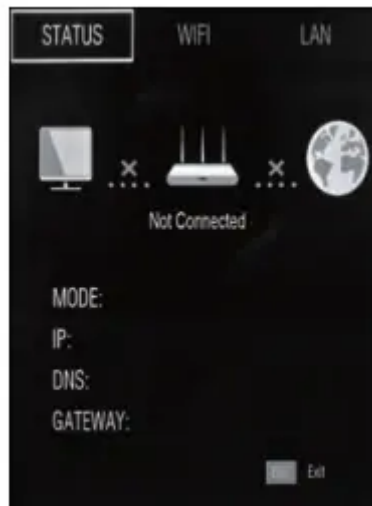 STATUS WIFI LAN
Not Connected
MODE:
IP:
DNS:
GATEWAY:
Exit